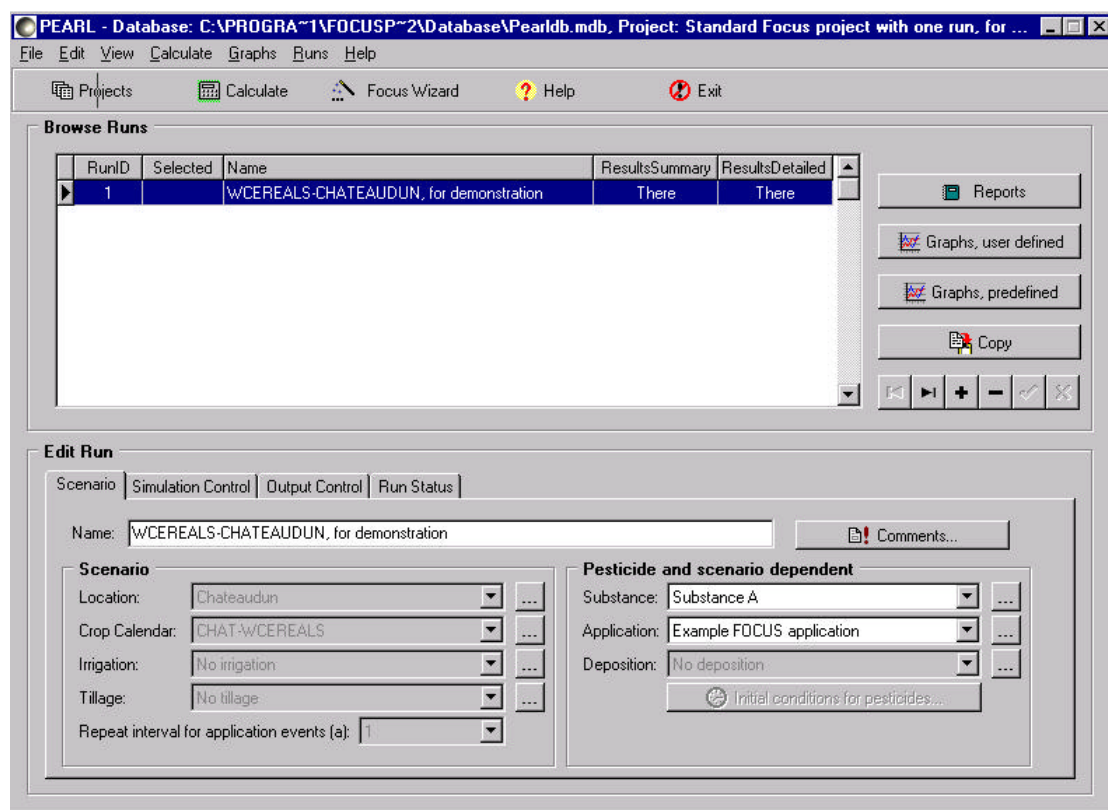 PEARL - Database: C:\PROGRA~1\FOCUSP~2\Database\Pearldb.mdb, Project: Standard Focus project with one run, for ...
File Edit View Calculate Graphs Runs Help
Projects Calculate Focus Wizard Help Exit
Browse Runs
RunID Selected Name ResultsSummary ResultsDetailed
1 WCEREALS-CHATEAUDUN, for demonstration There There
Reports
Graphs, user defined
Graphs, predefined
Copy
Edit Run
Scenario Simulation Control Output Control Run Status
Name: WCEREALS-CHATEAUDUN, for demonstration Comments...
Scenario
Location: Chateaudun ...
Crop Calendar: CHAT-WCEREALS ...
Irrigation: No irrigation ...
Tillage: No tillage ...
Repeat interval for application events (a): 1
Pesticide and scenario dependent
Substance: Substance A ...
Application: Example FOCUS application ...
Deposition: No deposition ...
Initial conditions for pesticides...